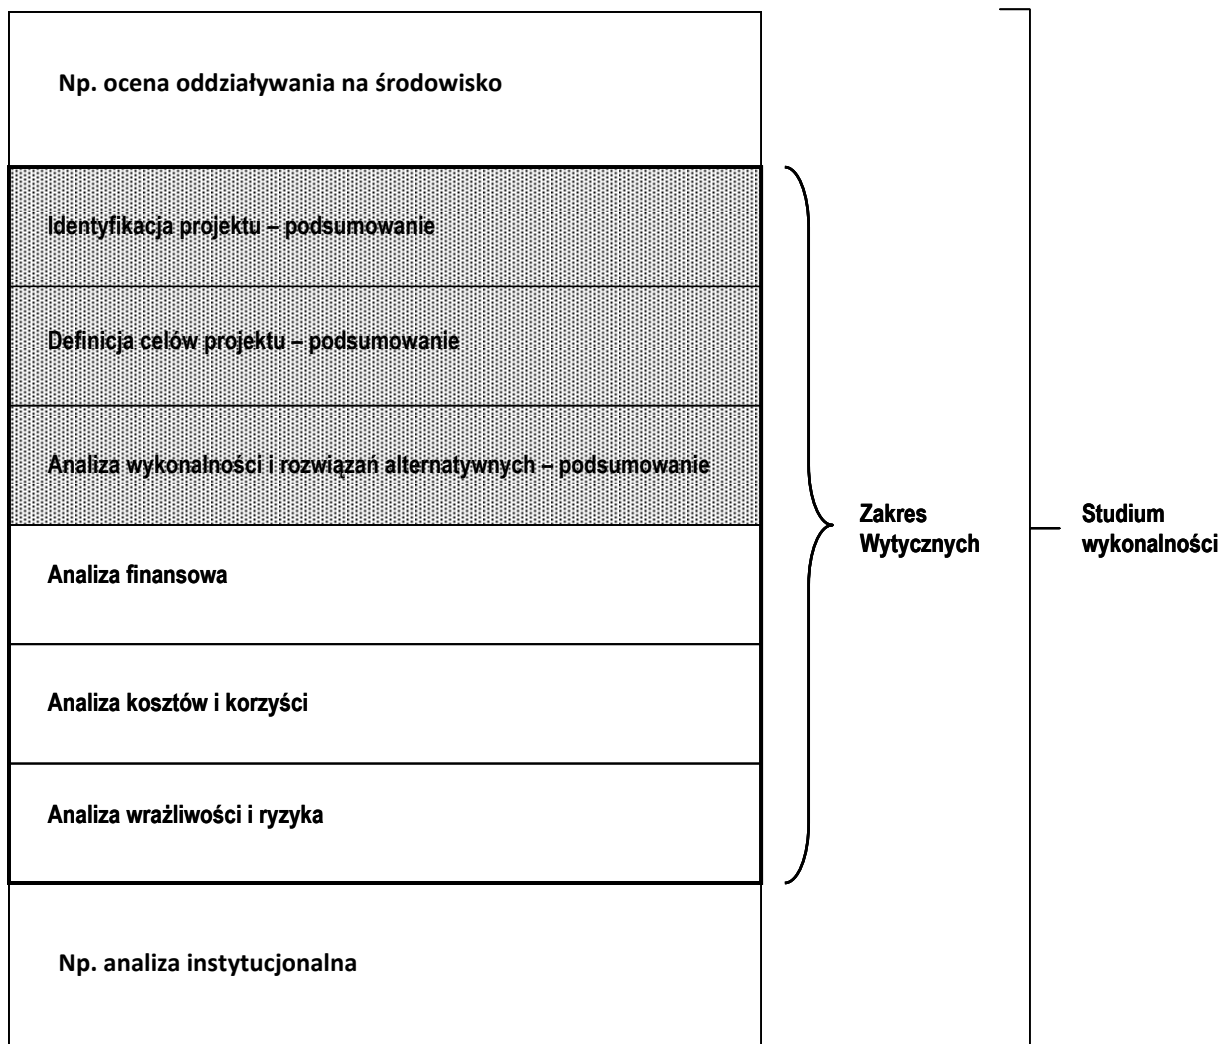 Np. ocena oddziaływania na środowisko
Identyfikacja projektu – podsumowanie
Definicja celów projektu – podsumowanie
Analiza wykonalności i rozwiązań alternatywnych – podsumowanie
Analiza finansowa
Analiza kosztów i korzyści
Analiza wrażliwości i ryzyka
Np. analiza instytucjonalna
Zakres
Wytycznych
Studium
wykonalności